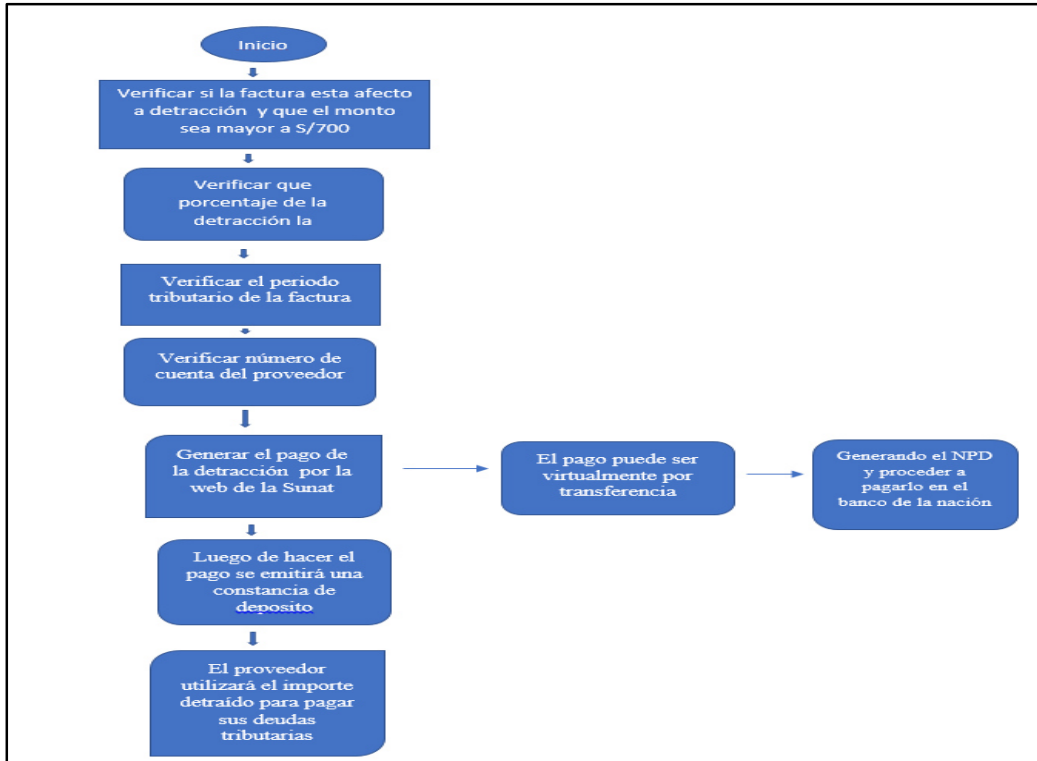 Inicio
Verificar si la factura esta afecto
a detracción y que el monto
sea mayor a S/700
Verificar que
porcentaje de la
detracción la
Verificar el periodo
tributario de la factura
Verificar número de
cuenta del proveedor
Generar el pago de
la detracción por la
web de la Sunat
El pago puede ser
virtualmente por
transferencia
Generando el NPD
y proceder a
pagarlo en el
banco de la nación
Luego de hacer el
pago se emitirá una
constancia de
deposito
El proveedor
utilizará el importe
detraído para pagar
sus deudas
tributarias